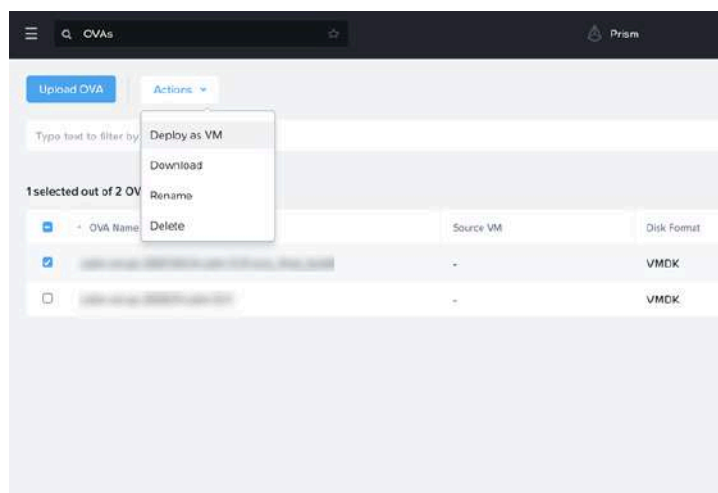 OVAs
Prism
Upload OVA
Actions
Type text to filter by
Deploy as VM
Download
1 selected out of 2 OV
Rename
OVA Name
Delete
Source VM
Disk Format
-
VMDK
-
VMDK